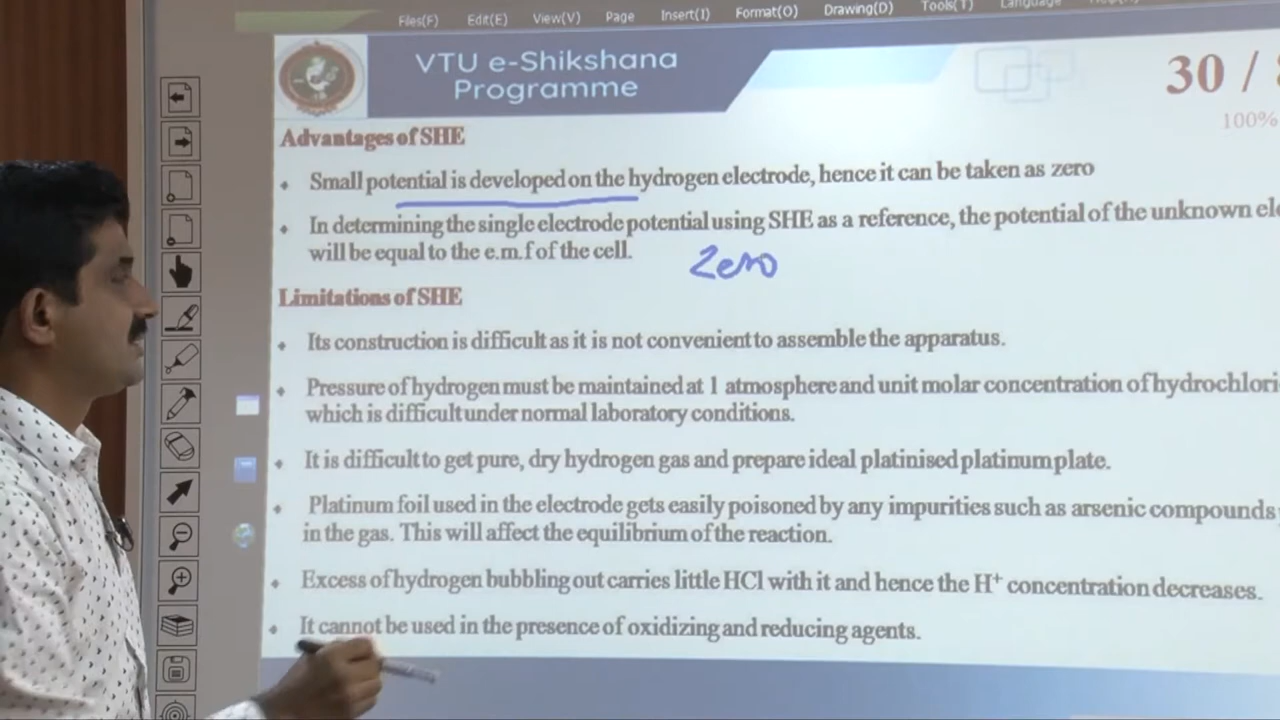 Files(F) Edit(E) View(V) Page Insert(I) Format(O) Drawing(D) Tools(T) Language
VTU e-Shikshana
Programme
30 /
100%
Advantages of SHE
• Small potential is developed on the hydrogen electrode, hence it can be taken as zero
• In determining the single electrode potential using SHE as a reference, the potential of the unknown
will be equal to the e.m.f of the cell.
Zero
Limitations of SHE
• Its construction is difficult as it is not convenient to assemble the apparatus.
• Pressure of hydrogen must be maintained at 1 atmosphere and unit molar concentration of hydrochlori
which is difficult under normal laboratory conditions.
• It is difficult to get pure, dry hydrogen gas and prepare ideal platinised platinum plate.
• Platinum foil used in the electrode gets easily poisoned by any impurities such as arsenic compounds
in the gas. This will affect the equilibrium of the reaction.
• Excess of hydrogen bubbling out carries little HCl with it and hence the H⁺ concentration decreases.
• It cannot be used in the presence of oxidizing and reducing agents.